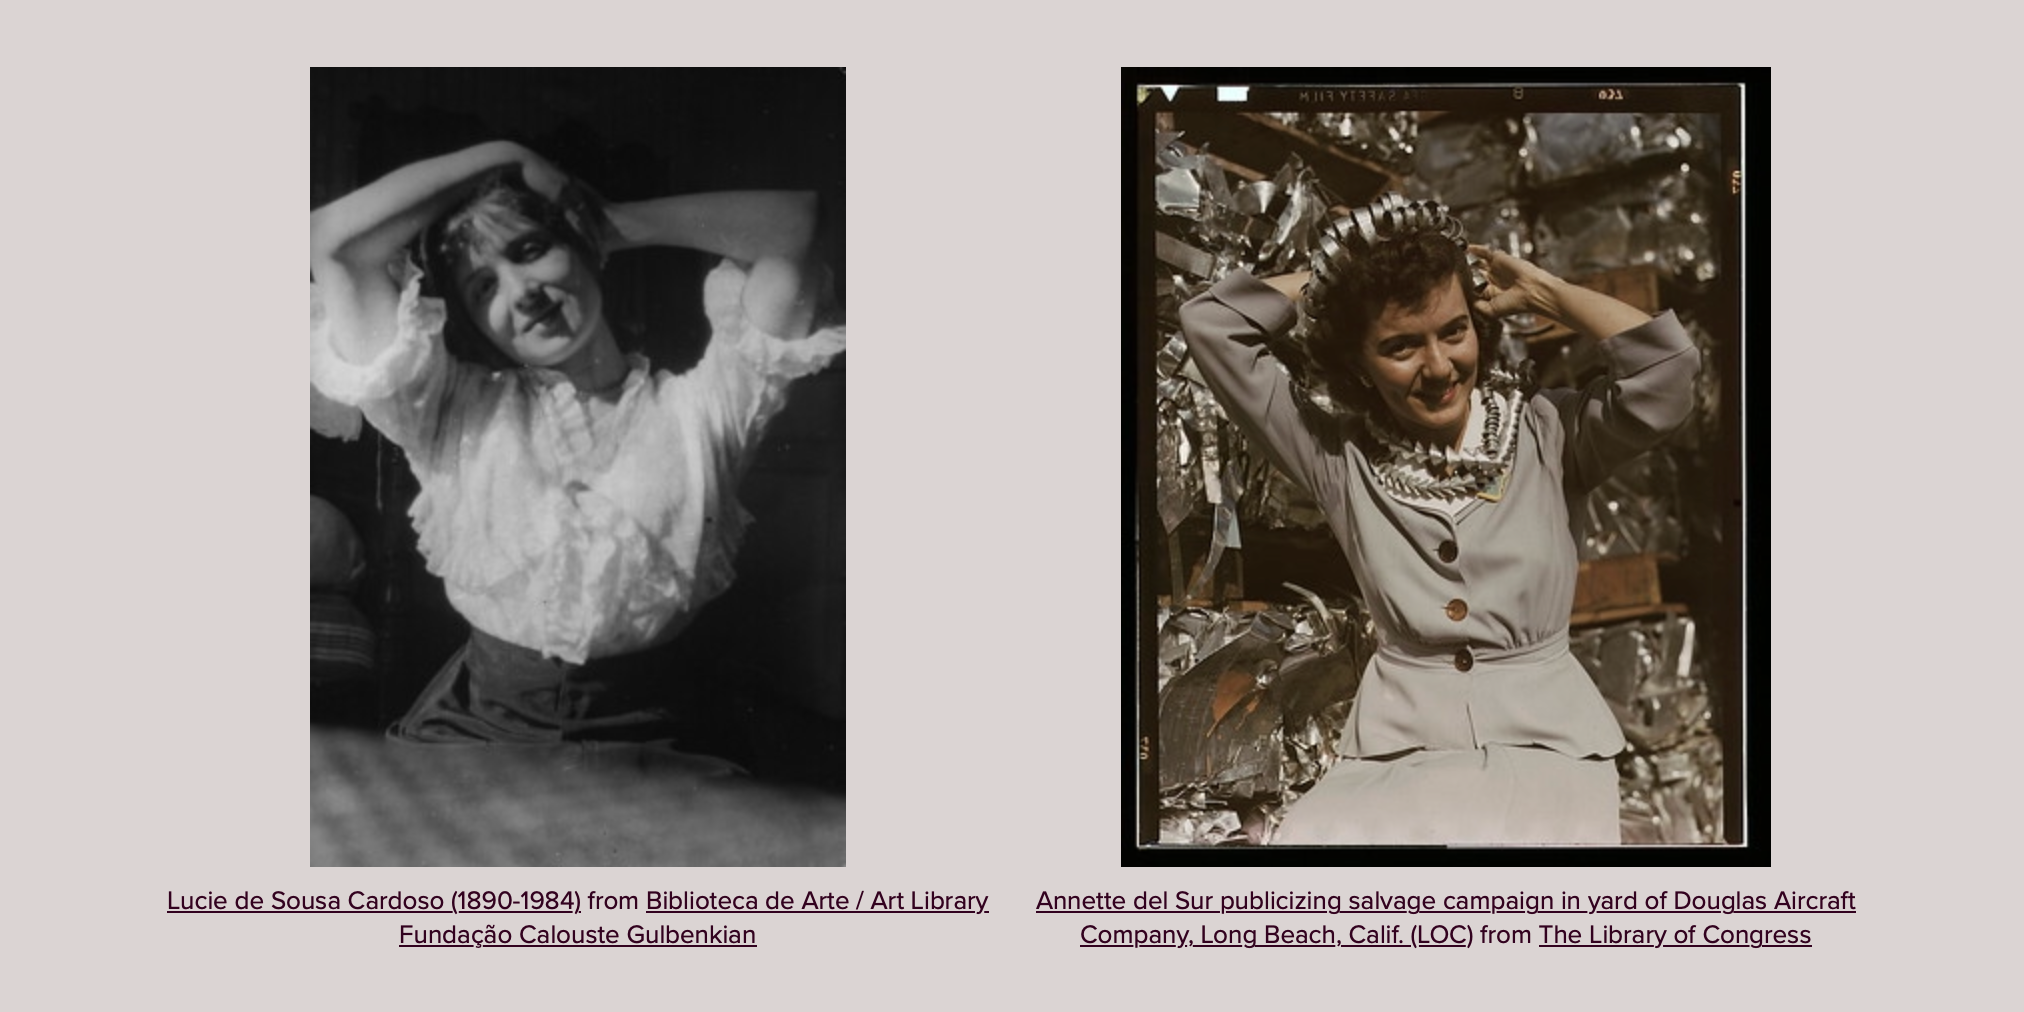 Lucie de Sousa Cardoso (1890-1984) from Biblioteca de Arte / Art Library
Fundação Calouste Gulbenkian
Annette del Sur publicizing salvage campaign in yard of Douglas Aircraft
Company, Long Beach, Calif. (LOC) from The Library of Congress